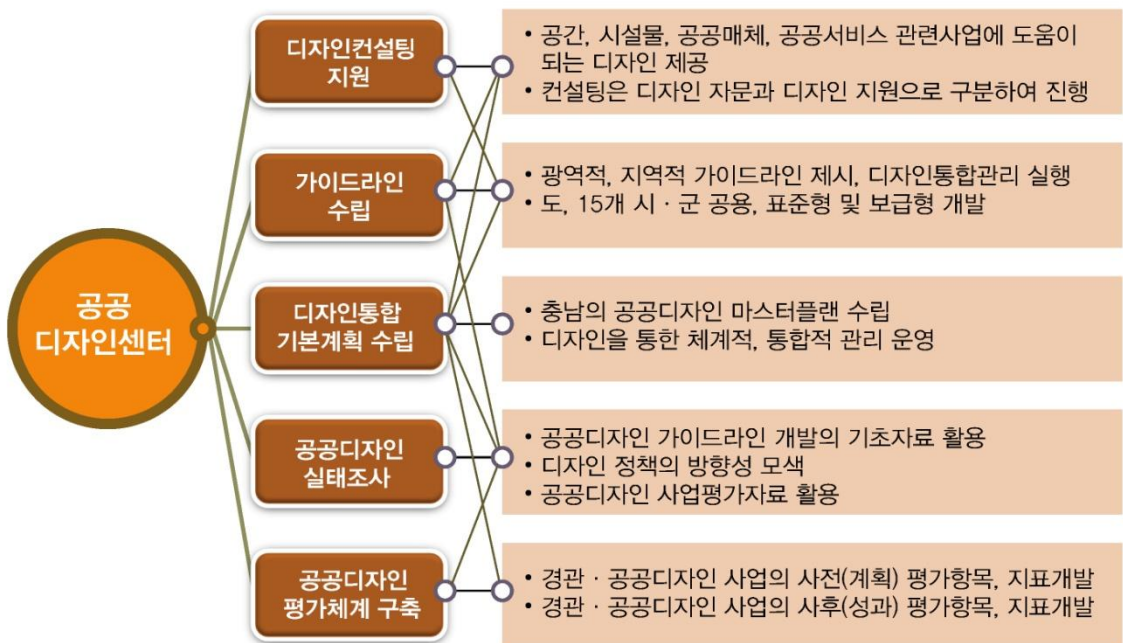 공공
디자인센터
디자인컨설팅
지원
• 공간, 시설물, 공공매체, 공공서비스 관련사업에 도움이
되는 디자인 제공
• 컨설팅은 디자인 자문과 디자인 지원으로 구분하여 진행
가이드라인
수립
• 광역적, 지역적 가이드라인 제시, 디자인통합관리 실행
• 도, 15개 시 · 군 공용, 표준형 및 보급형 개발
디자인통합
기본계획 수립
• 충남의 공공디자인 마스터플랜 수립
• 디자인을 통한 체계적, 통합적 관리 운영
공공디자인
실태조사
• 공공디자인 가이드라인 개발의 기초자료 활용
• 디자인 정책의 방향성 모색
• 공공디자인 사업평가자료 활용
공공디자인
평가체계 구축
• 경관 · 공공디자인 사업의 사전(계획) 평가항목, 지표개발
• 경관 · 공공디자인 사업의 사후(성과) 평가항목, 지표개발